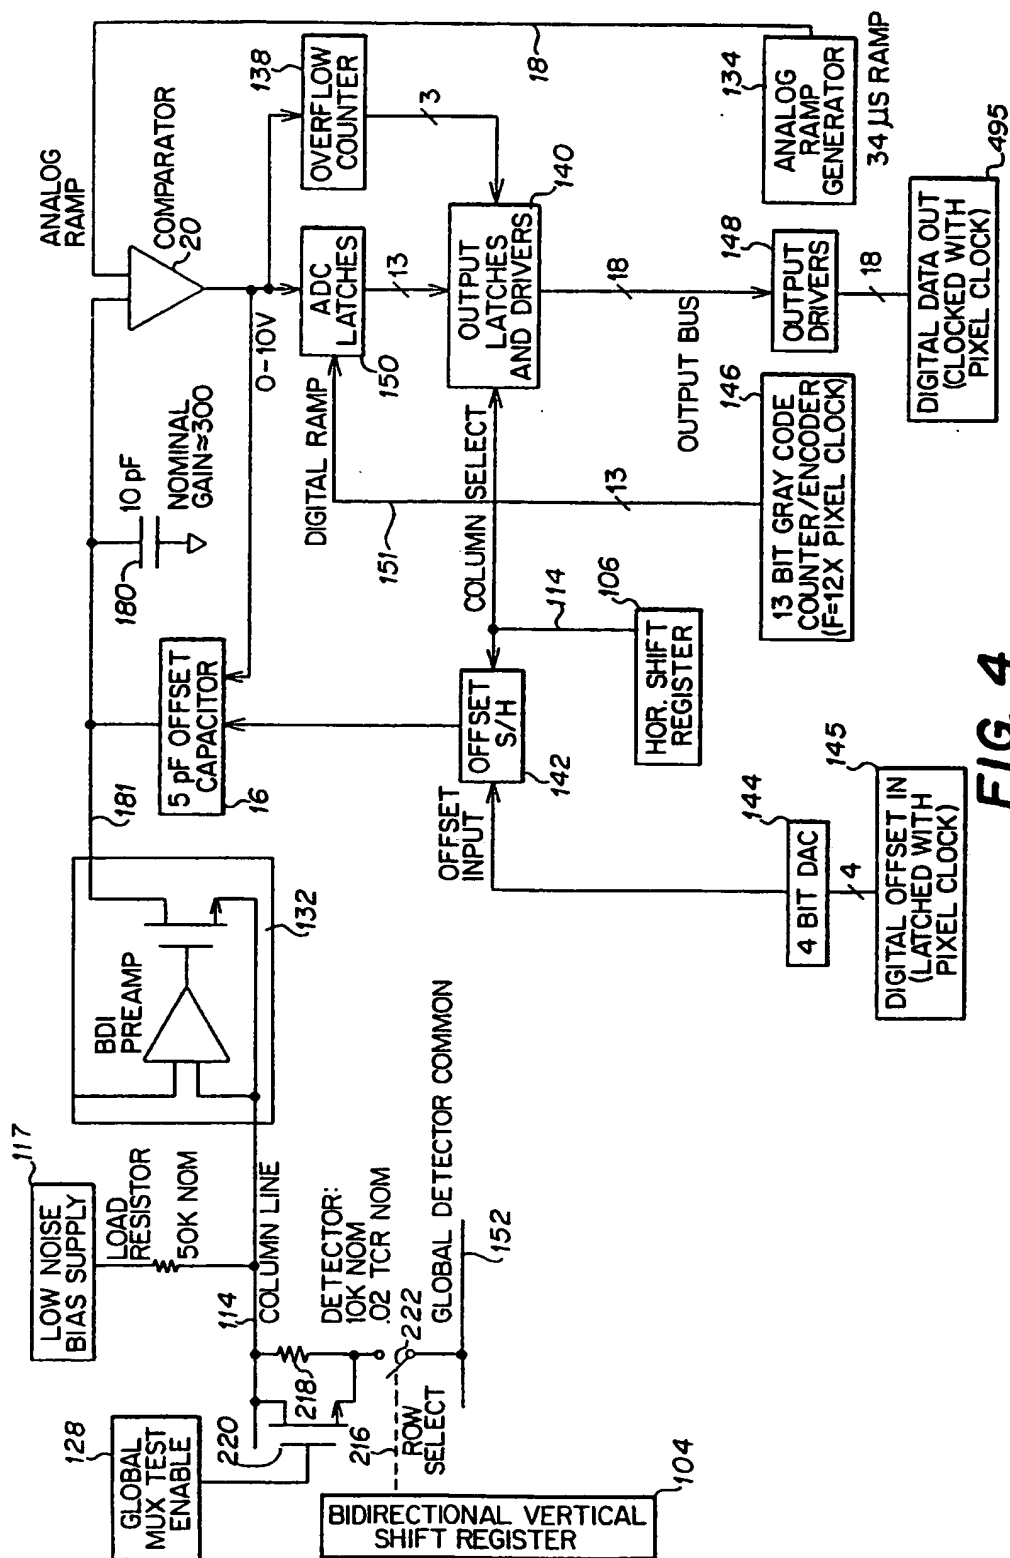 117
LOW NOISE
BIAS SUPPLY
LOAD
RESISTOR
50K NOM
128
GLOBAL
MUX TEST
ENABLE
114
COLUMN LINE
220
218
DETECTOR:
10K NOM
.02 TCR NOM
216
222
ROW
SELECT
GLOBAL DETECTOR COMMON
152
BIDIRECTIONAL VERTICAL
SHIFT REGISTER
104
BDI
PREAMP
132
181
5 pF OFFSET
CAPACITOR
16
180
10 pF
NOMINAL
GAIN≈300
ANALOG
RAMP
COMPARATOR
20
0-10V
138
OVERFLOW
COUNTER
3
ADC
LATCHES
150
13
DIGITAL RAMP
151
13
OUTPUT
LATCHES
AND DRIVERS
140
COLUMN SELECT
114
106
HOR. SHIFT
REGISTER
OFFSET
S/H
142
OFFSET
INPUT
144
4 BIT DAC
4
145
DIGITAL OFFSET IN
(LATCHED WITH
PIXEL CLOCK)
18
OUTPUT BUS
146
13 BIT GRAY CODE
COUNTER/ENCODER
(F=12X PIXEL CLOCK)
148
OUTPUT
DRIVERS
18
DIGITAL DATA OUT
(CLOCKED WITH
PIXEL CLOCK)
495
18
134
ANALOG
RAMP
GENERATOR
34 µS RAMP
FIG. 4